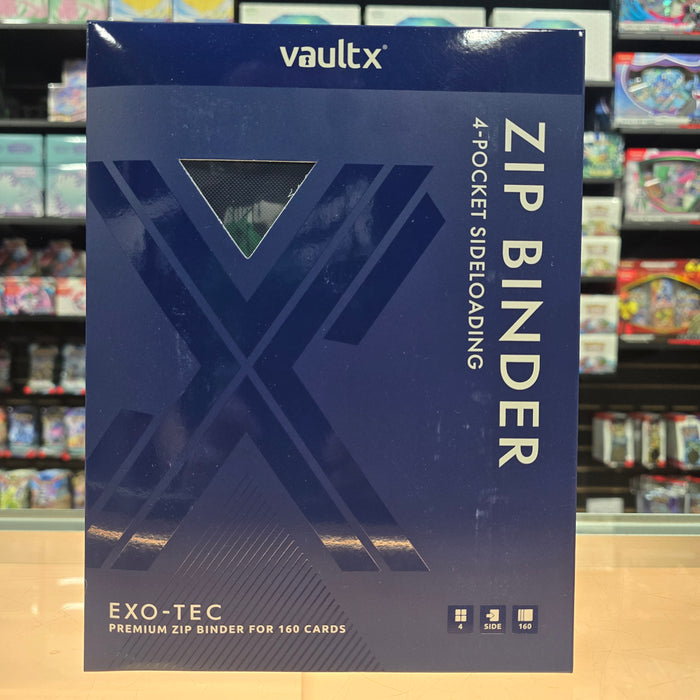 vaultx®
ZIP BINDER
4-POCKET SIDELOADING
EXO-TEC
PREMIUM ZIP BINDER FOR 160 CARDS
4
SIDE
160